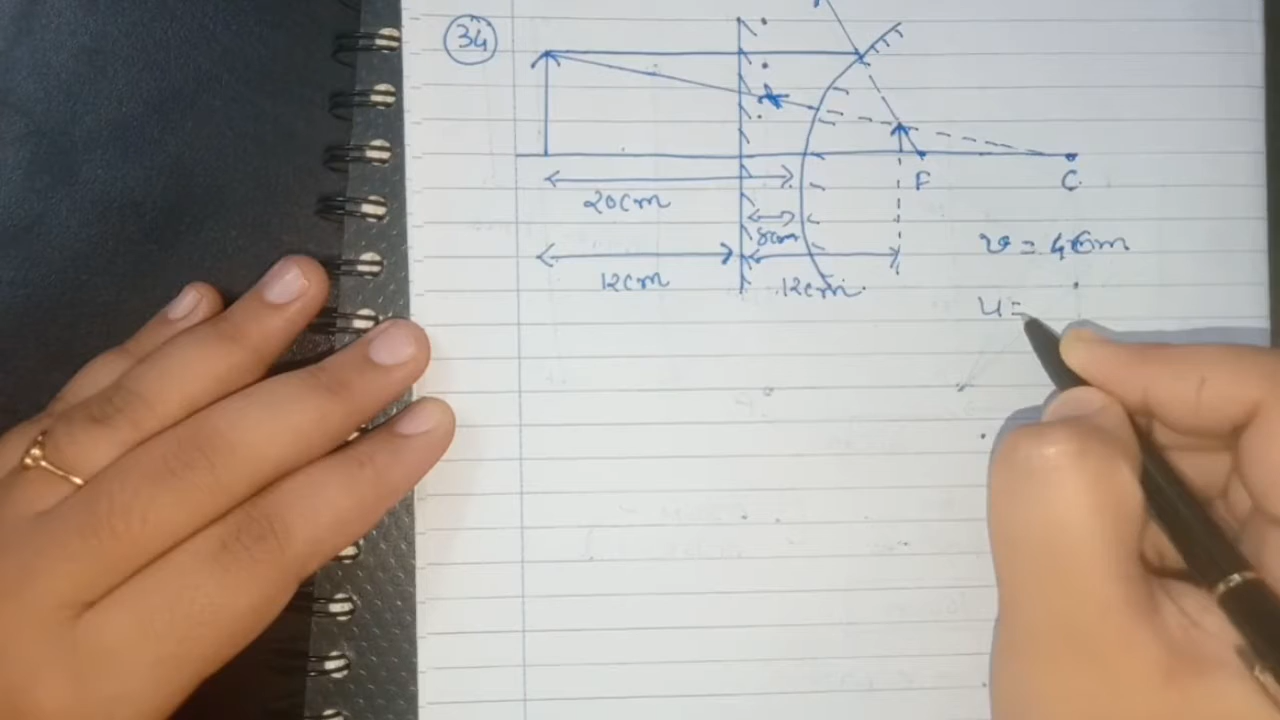 34
F
C
20cm
8cm
12cm
12cm
v = 4cm
u =